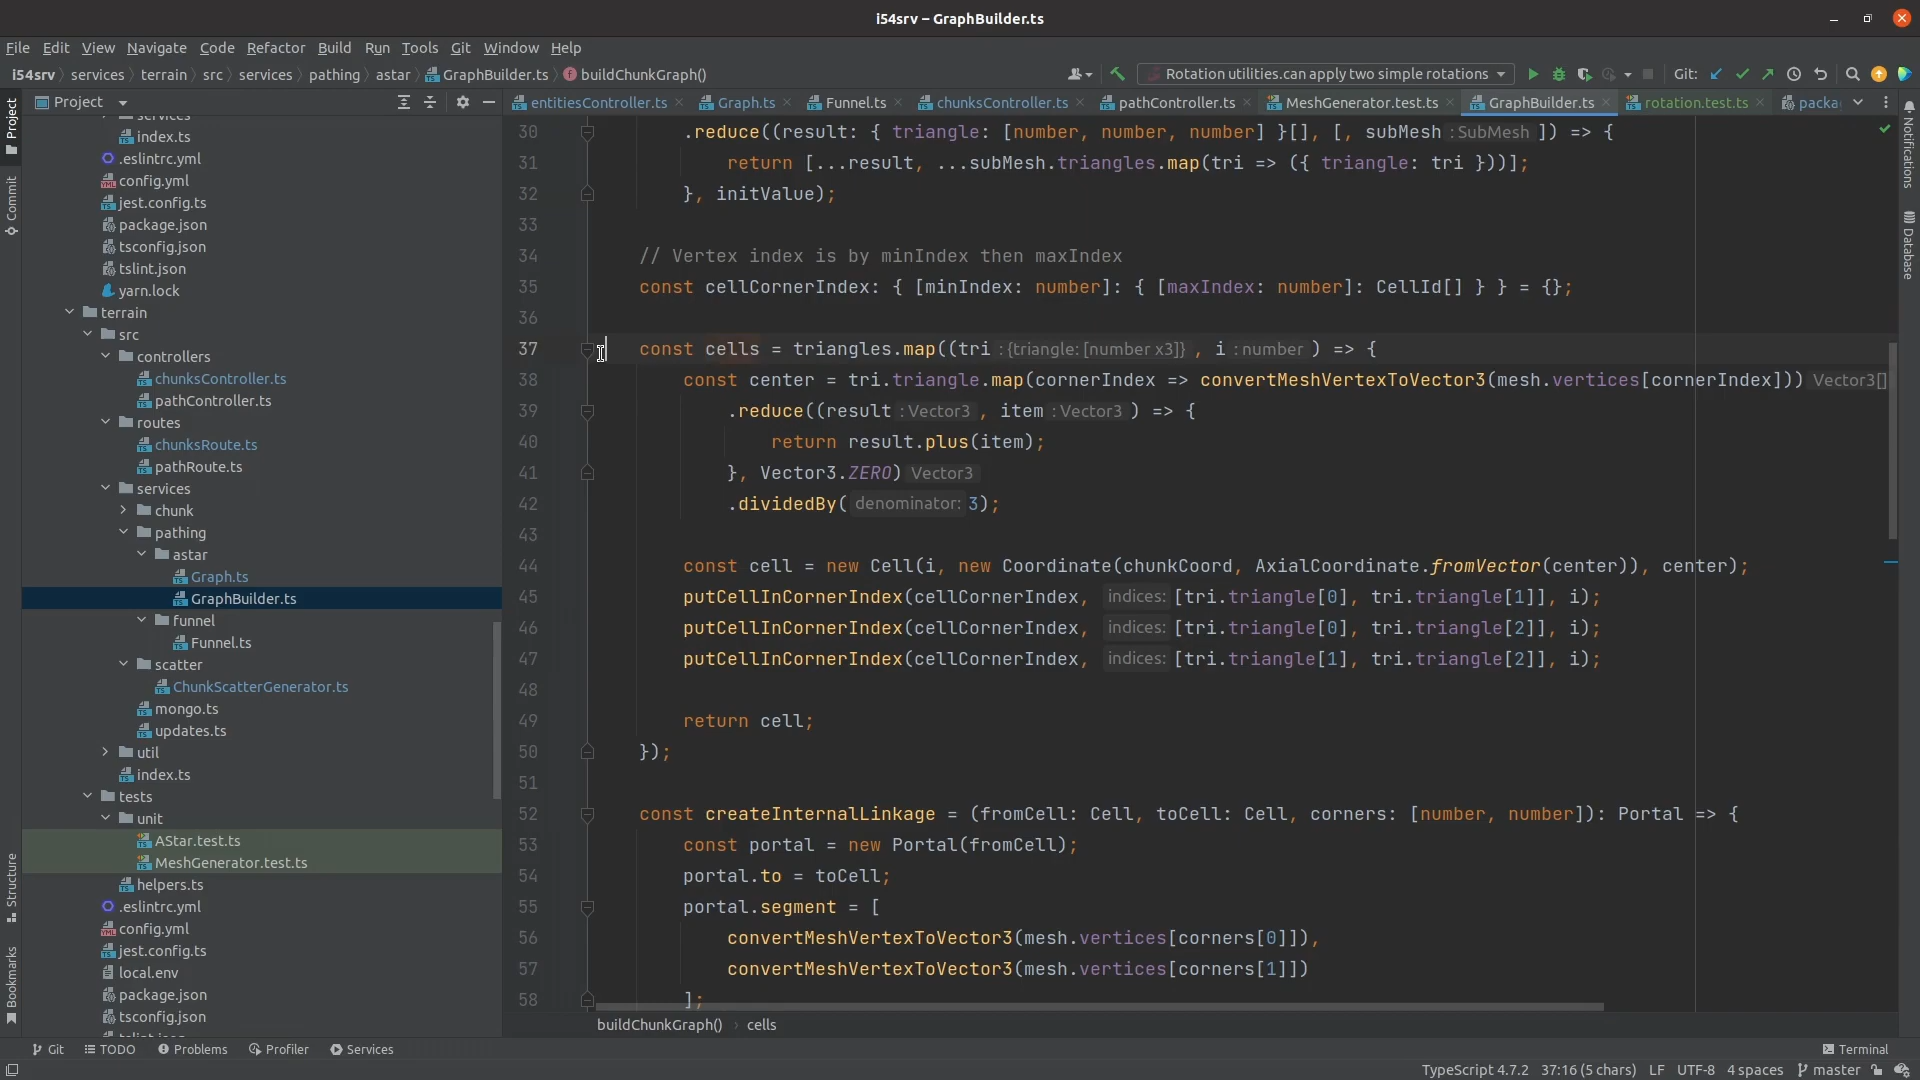 i54srv – GraphBuilder.ts
File Edit View Navigate Code Refactor Build Run Tools Git Window Help
i54srv services terrain src services pathing astar GraphBuilder.ts buildChunkGraph()
Rotation utilities.can apply two simple rotations
Git:
Project
Commit
Structure
Bookmarks
Project
services
index.ts
.eslintrc.yml
config.yml
jest.config.ts
package.json
tsconfig.json
tslint.json
yarn.lock
terrain
src
controllers
chunksController.ts
pathController.ts
routes
chunksRoute.ts
pathRoute.ts
services
chunk
pathing
astar
Graph.ts
GraphBuilder.ts
funnel
Funnel.ts
scatter
ChunkScatterGenerator.ts
mongo.ts
updates.ts
util
index.ts
tests
unit
AStar.test.ts
MeshGenerator.test.ts
helpers.ts
.eslintrc.yml
config.yml
jest.config.ts
local.env
package.json
tsconfig.json
entitiesController.ts Graph.ts Funnel.ts chunksController.ts pathController.ts MeshGenerator.test.ts GraphBuilder.ts rotation.test.ts packa
30 .reduce((result: { triangle: [number, number, number] }[], [, subMesh : SubMesh ]) => {
31 return [...result, ...subMesh.triangles.map(tri => ({ triangle: tri }))];
32 }, initValue);
33
34 // Vertex index is by minIndex then maxIndex
35 const cellCornerIndex: { [minIndex: number]: { [maxIndex: number]: CellId[] } } = {};
36
37 const cells = triangles.map((tri : {triangle: [number x3]} , i : number ) => {
38 const center = tri.triangle.map(cornerIndex => convertMeshVertexToVector3(mesh.vertices[cornerIndex])) Vector3[]
39 .reduce((result : Vector3 , item : Vector3 ) => {
40 return result.plus(item);
41 }, Vector3.ZERO) Vector3
42 .dividedBy( denominator: 3);
43
44 const cell = new Cell(i, new Coordinate(chunkCoord, AxialCoordinate.fromVector(center)), center);
45 putCellInCornerIndex(cellCornerIndex, indices: [tri.triangle[0], tri.triangle[1]], i);
46 putCellInCornerIndex(cellCornerIndex, indices: [tri.triangle[0], tri.triangle[2]], i);
47 putCellInCornerIndex(cellCornerIndex, indices: [tri.triangle[1], tri.triangle[2]], i);
48
49 return cell;
50 });
51
52 const createInternalLinkage = (fromCell: Cell, toCell: Cell, corners: [number, number]): Portal => {
53 const portal = new Portal(fromCell);
54 portal.to = toCell;
55 portal.segment = [
56 convertMeshVertexToVector3(mesh.vertices[corners[0]]),
57 convertMeshVertexToVector3(mesh.vertices[corners[1]])
58 ];
buildChunkGraph() cells
Notifications
Database
Git TODO Problems Profiler Services Terminal
TypeScript 4.7.2 37:16 (5 chars) LF UTF-8 4 spaces master